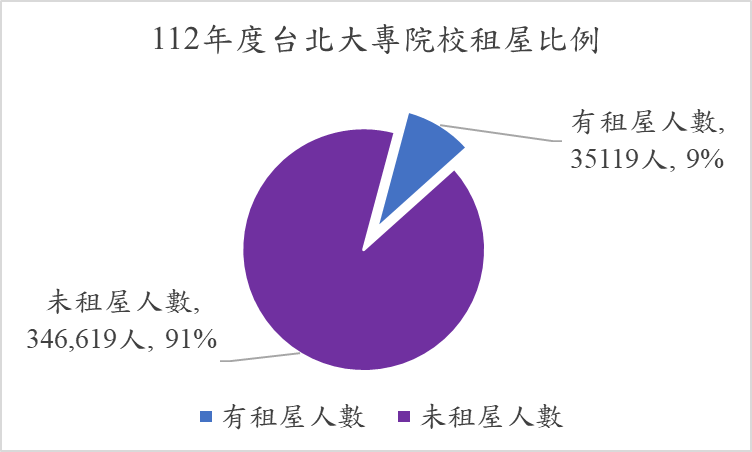 112年度台北大專院校租屋比例
有租屋人數,
35119人, 9%
未租屋人數,
346,619人, 91%
有租屋人數 未租屋人數